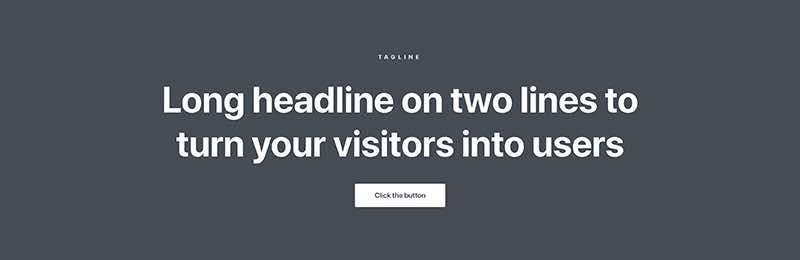 TAGLINE
Long headline on two lines to
turn your visitors into users
Click the button